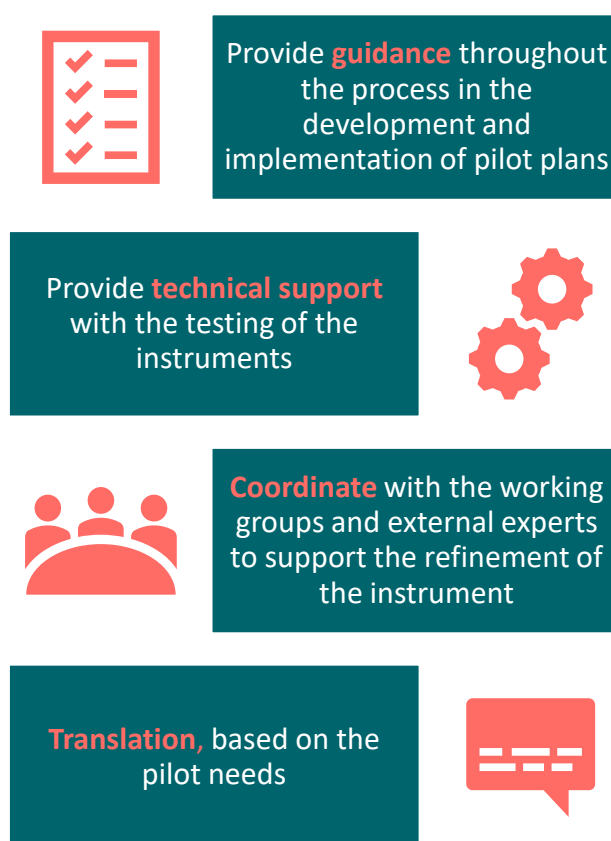 Provide guidance throughout
the process in the
development and
implementation of pilot plans
Provide technical support
with the testing of the
instruments
Coordinate with the working
groups and external experts
to support the refinement of
the instrument
Translation, based on the
pilot needs